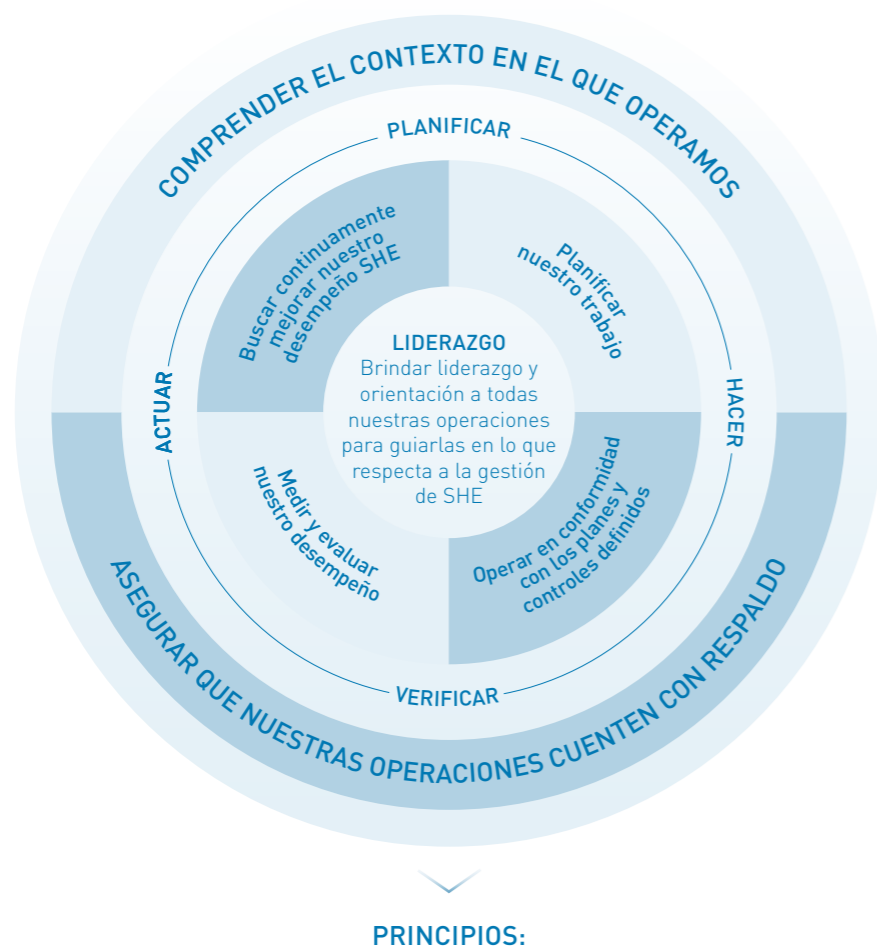 COMPRENDER EL CONTEXTO EN EL QUE OPERAMOS
PLANIFICAR
Buscar continuamente
mejorar nuestro
desempeño SHE
Planificar
nuestro trabajo
LIDERAZGO
Brindar liderazgo y
orientación a todas
nuestras operaciones
para guiarlas en lo que
respecta a la gestión
de SHE
ACTUAR
HACER
Medir y evaluar
nuestro desempeño
Operar en conformidad
con los planes y
controles definidos
VERIFICAR
ASEGURAR QUE NUESTRAS OPERACIONES CUENTEN CON RESPALDO
PRINCIPIOS: